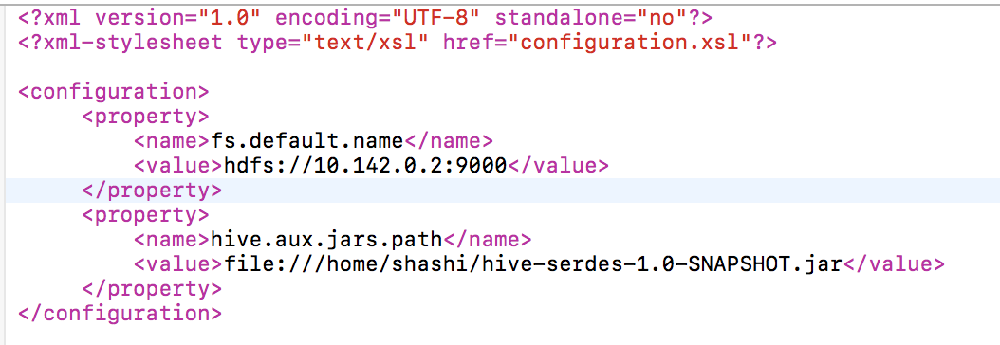 <?xml version="1.0" encoding="UTF-8" standalone="no"?>
<?xml-stylesheet type="text/xsl" href="configuration.xsl"?>
<configuration>
<property>
<name>fs.default.name</name>
<value>hdfs://10.142.0.2:9000</value>
</property>
<property>
<name>hive.aux.jars.path</name>
<value>file:///home/shashi/hive-serdes-1.0-SNAPSHOT.jar</value>
</property>
</configuration>